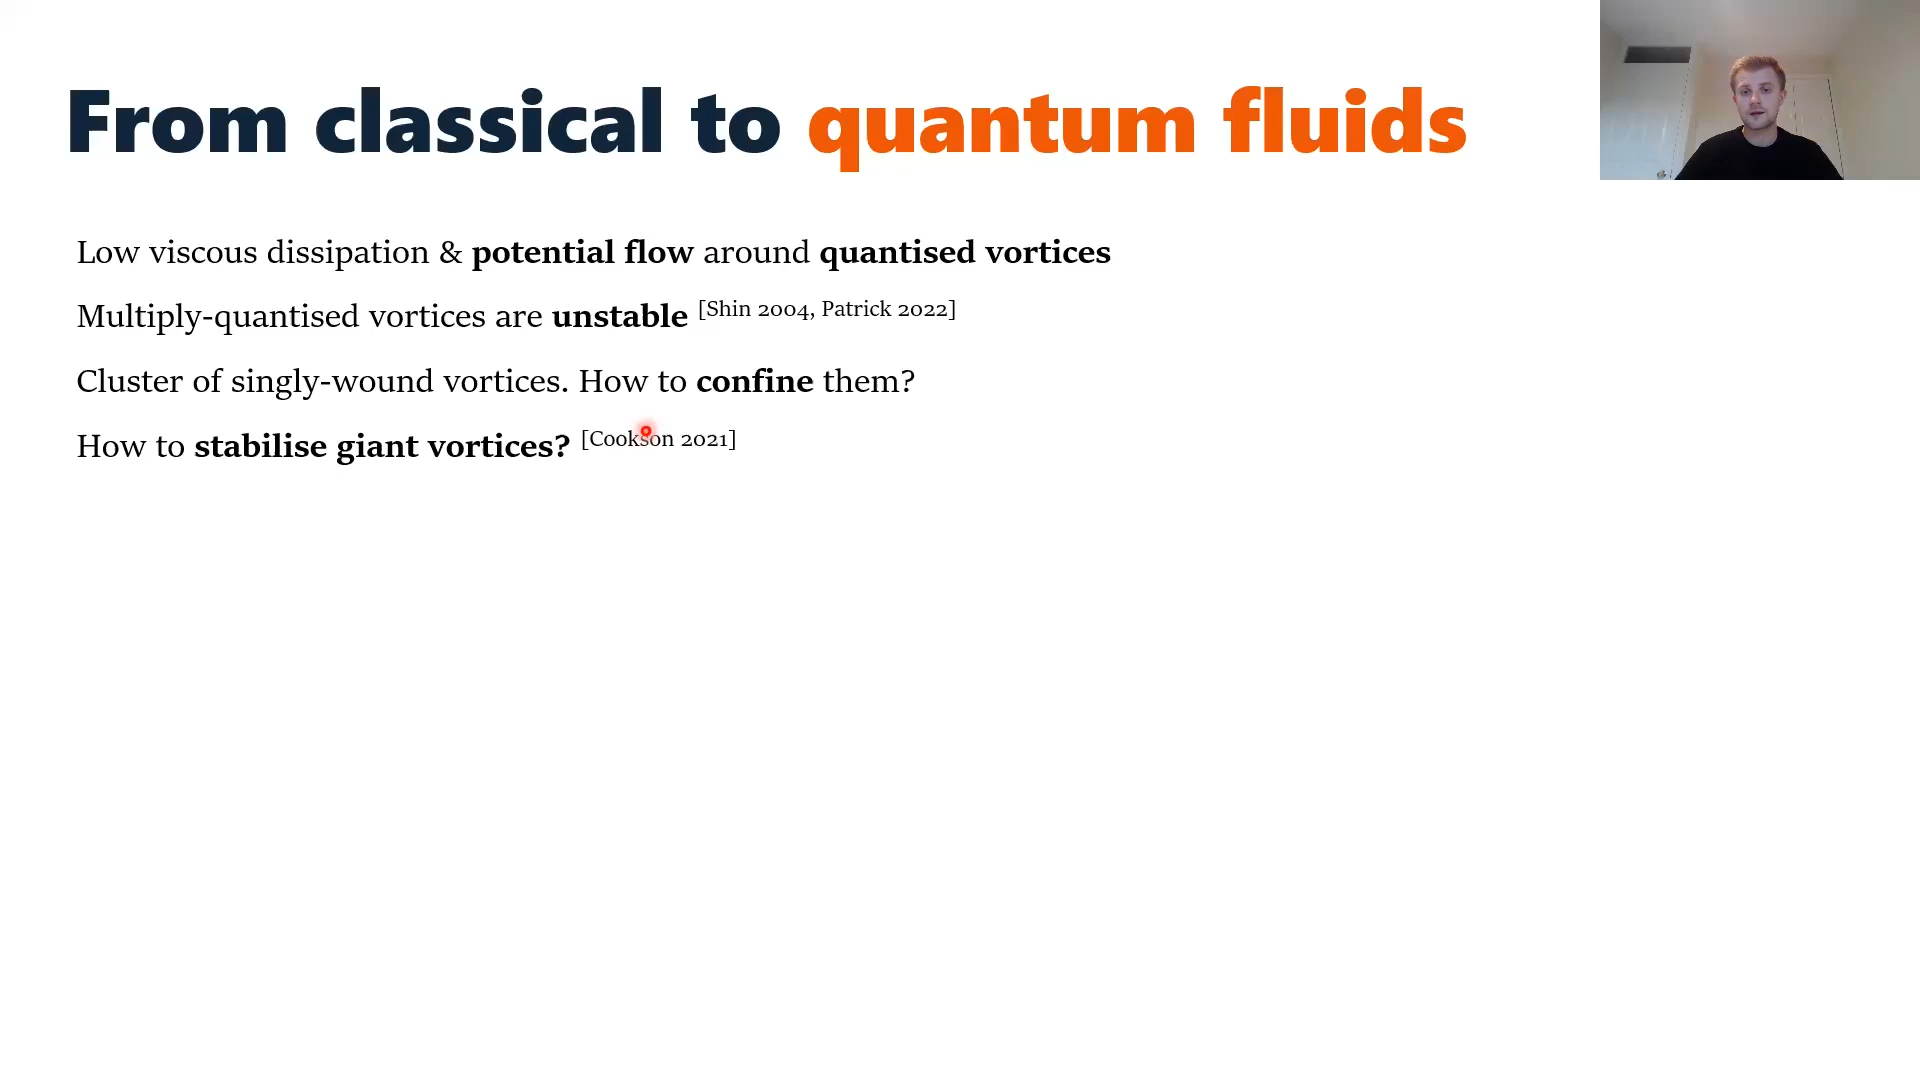 From classical to quantum fluids
Low viscous dissipation & potential flow around quantised vortices
Multiply-quantised vortices are unstable [Shin 2004, Patrick 2022]
Cluster of singly-wound vortices. How to confine them?
How to stabilise giant vortices? [Cookson 2021]